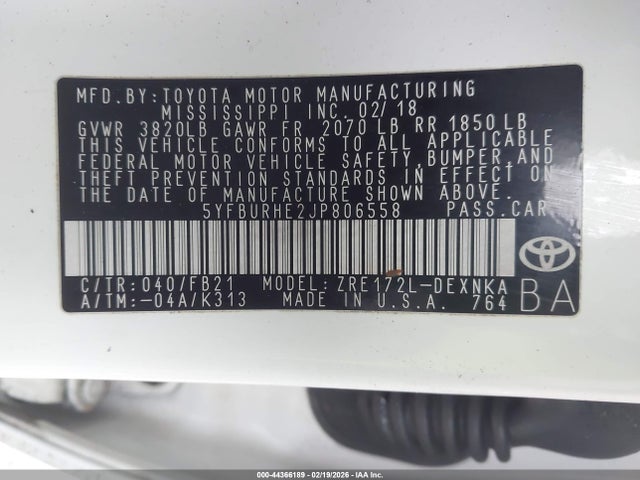 MFD.BY:TOYOTA MOTOR MANUFACTURING
MISSISSIPPI INC. 02/18
GVWR 3820LB GAWR FR 2070 LB RR 1850 LB
THIS VEHICLE CONFORMS TO ALL APPLICABLE
FEDERAL MOTOR VEHICLE SAFETY, BUMPER, AND
THEFT PREVENTION STANDARDS IN EFFECT ON
THE DATE OF MANUFACTURE SHOWN ABOVE.
5YFBURHE2JP806558 PASS.CAR
C/TR: 040/FB21 MODEL: ZRE172L-DEXNKA
A/TM:-04A/K313 MADE IN U.S.A. 764
BA
000-44366189 - 02/19/2026 - IAA Inc.